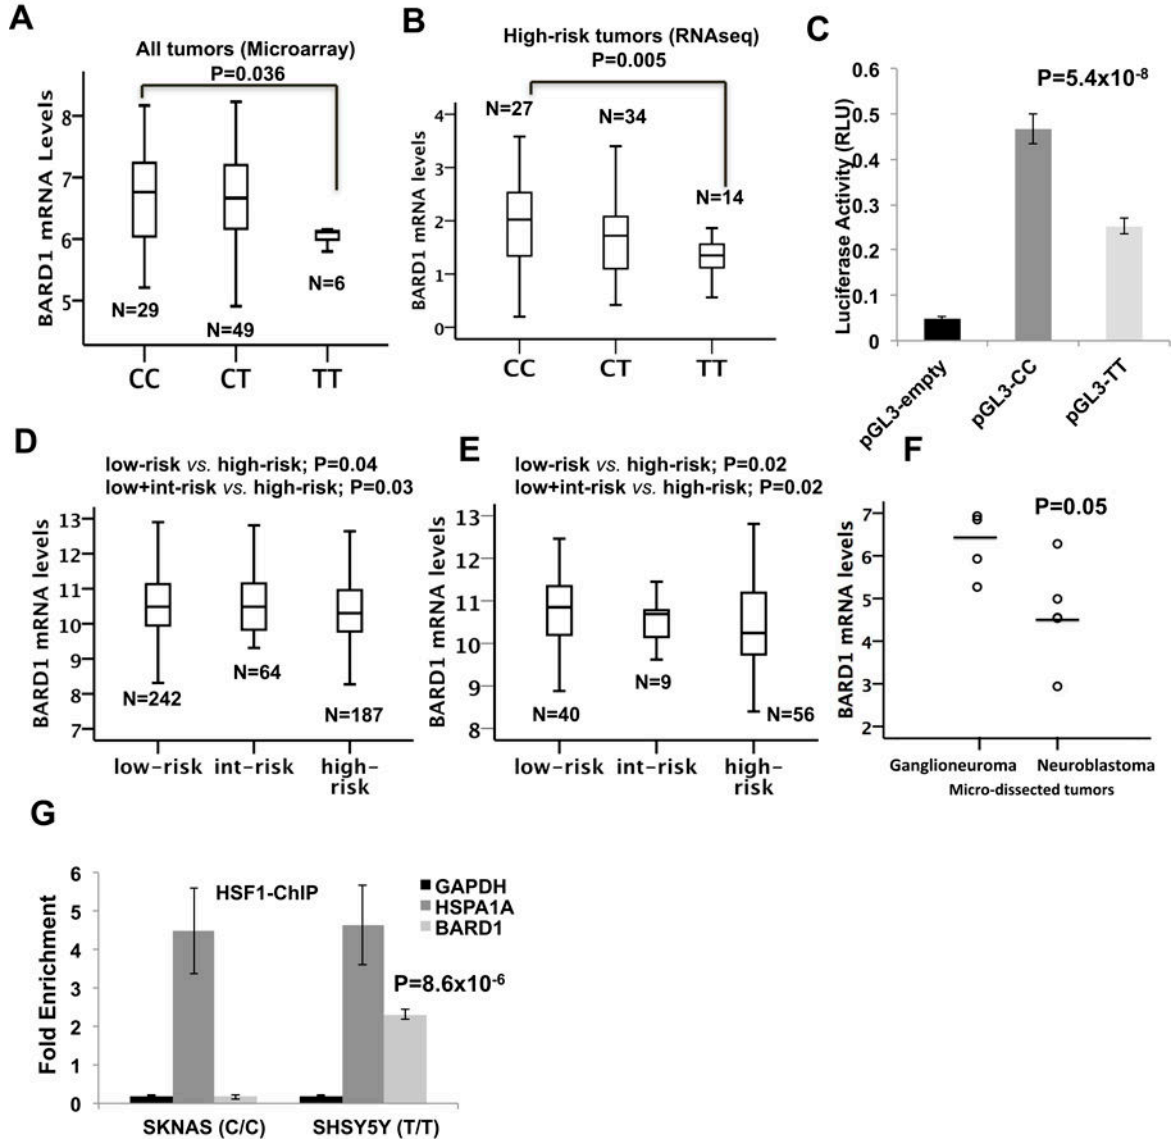 A
All tumors (Microarray)
P=0.036
BARD1 mRNA Levels
8
7
6
5
N=29
N=49
N=6
CC
CT
TT
B
High-risk tumors (RNAseq)
P=0.005
BARD1 mRNA levels
4
3
2
1
0
N=27
N=34
N=14
CC
CT
TT
C
P=5.4x10-8
Luciferase Activity (RLU)
0.6
0.5
0.4
0.3
0.2
0.1
0
pGL3-empty
pGL3-CC
pGL3-TT
D
low-risk vs. high-risk; P=0.04
low+int-risk vs. high-risk; P=0.03
BARD1 mRNA levels
13
12
11
10
9
8
7
N=242
N=64
N=187
low-risk
int-risk
high-
risk
E
low-risk vs. high-risk; P=0.02
low+int-risk vs. high-risk; P=0.02
BARD1 mRNA levels
13
12
11
10
9
8
N=40
N=9
N=56
low-risk
int-risk
high-
risk
F
P=0.05
BARD1 mRNA levels
7
6
5
4
3
2
Ganglioneuroma
Neuroblastoma
Micro-dissected tumors
G
HSF1-ChIP
GAPDH
HSPA1A
BARD1
P=8.6x10-6
Fold Enrichment
6
5
4
3
2
1
0
SKNAS (C/C)
SHSY5Y (T/T)